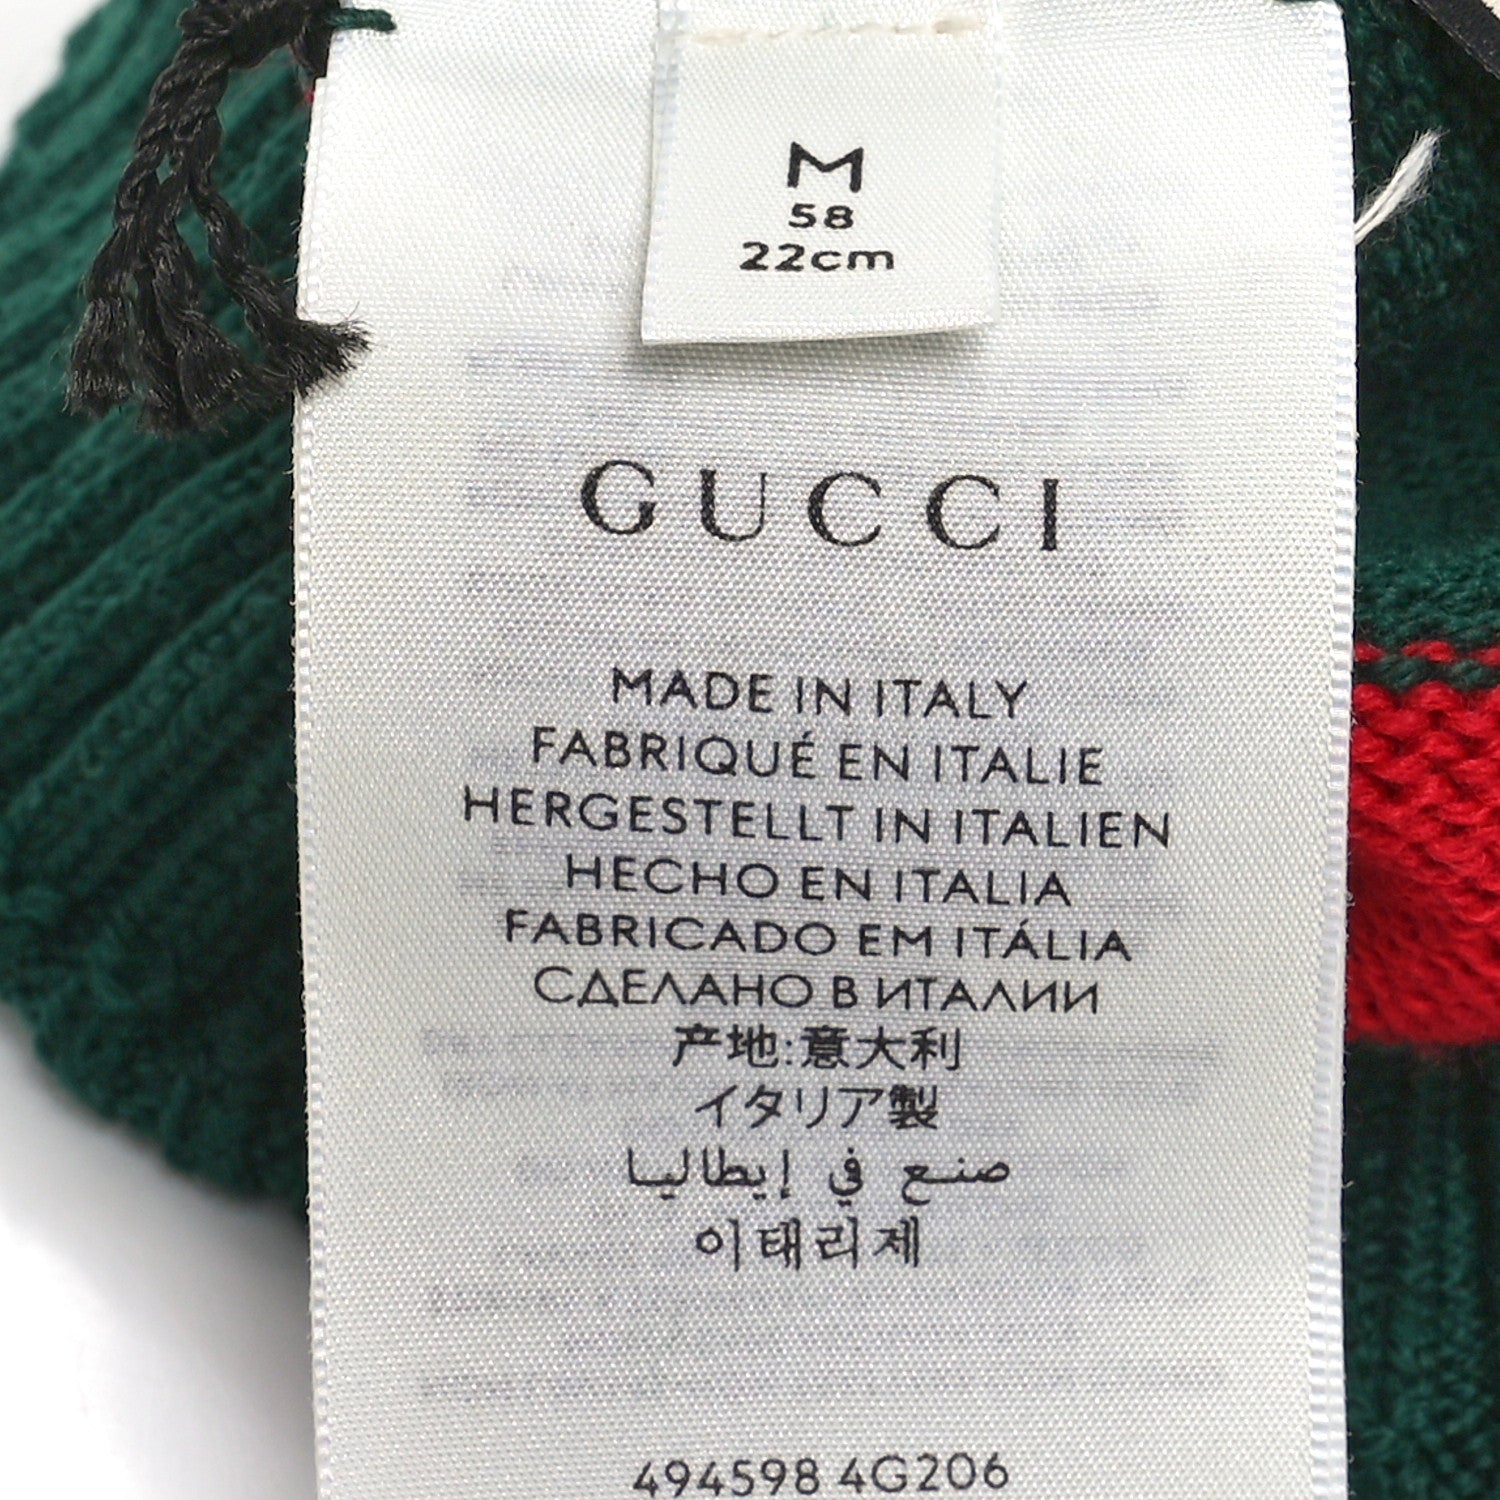 M
58
22cm
GUCCI
MADE IN ITALY
FABRIQUÉ EN ITALIE
HERGESTELLT IN ITALIEN
HECHO EN ITALIA
FABRICADO EM ITÁLIA
СДЕЛАНО В ИТАЛИИ
产地:意大利
イタリア製
صنع في إيطاليا
이태리제
494598 4G206